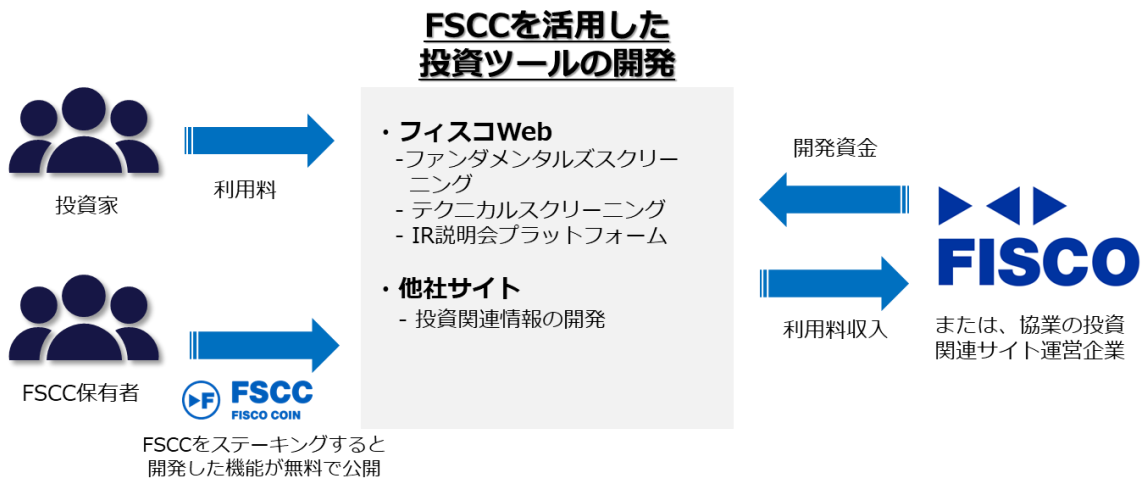 FSCCを活用した
投資ツールの開発
投資家
利用料
・フィスコWeb
-ファンダメンタルズスクリー
ニング
- テクニカルスクリーニング
- IR説明会プラットフォーム
・他社サイト
- 投資関連情報の開発
開発資金
利用料収入
FISCO
または、協業の投資
関連サイト運営企業
FSCC保有者
F
FSCC
FISCO COIN
FSCCをステーキングすると
開発した機能が無料で公開